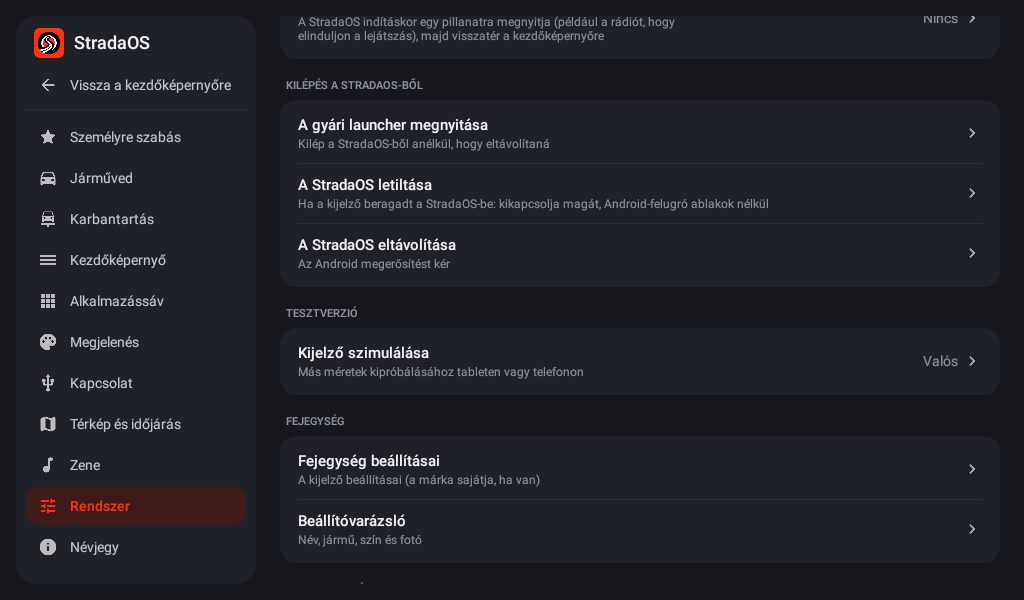 StradaOS
Vissza a kezdőképernyőre
Személyre szabás
Járműved
Karbantartás
Kezdőképernyő
Alkalmazássáv
Megjelenés
Kapcsolat
Térkép és időjárás
Zene
Rendszer
Névjegy
A StradaOS indításkor egy pillanatra megnyitja (például a rádiót, hogy
elinduljon a lejátszás), majd visszatér a kezdőképernyőre
Nincs
KILÉPÉS A STRADAOS-BŐL
A gyári launcher megnyitása
Kilép a StradaOS-ből anélkül, hogy eltávolítaná
A StradaOS letiltása
Ha a kijelző beragadt a StradaOS-be: kikapcsolja magát, Android-felugró ablakok nélkül
A StradaOS eltávolítása
Az Android megerősítést kér
TESZTVERZIÓ
Kijelző szimulálása
Más méretek kipróbálásához tableten vagy telefonon
Valós
FEJEGYSÉG
Fejegység beállításai
A kijelző beállításai (a márka sajátja, ha van)
Beállítóvarázsló
Név, jármű, szín és fotó